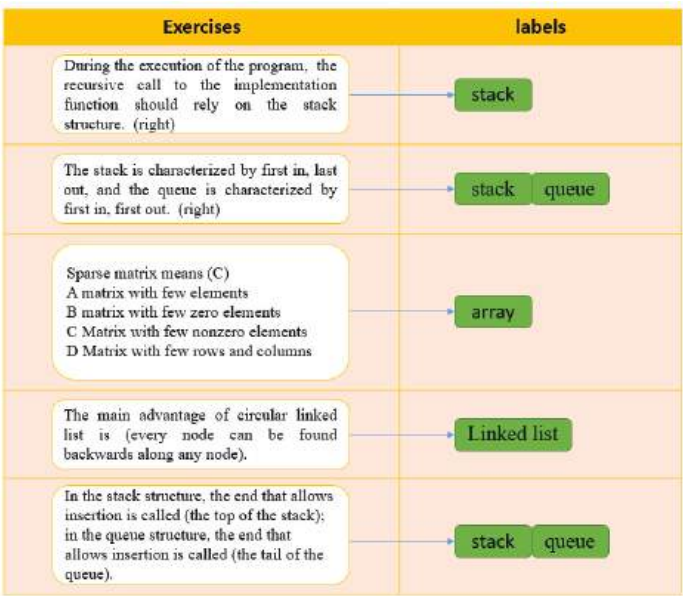 Exercises
labels
During the execution of the program, the
recursive call to the implementation
function should rely on the stack
structure. (right)
stack
The stack is characterized by first in, last
out, and the queue is characterized by
first in, first out. (right)
stack queue
Sparse matrix means (C)
A matrix with few elements
B matrix with few zero elements
C Matrix with few nonzero elements
D Matrix with few rows and columns
array
The main advantage of circular linked
list is (every node can be found
backwards along any node).
Linked list
In the stack structure, the end that allows
insertion is called (the top of the stack);
in the queue structure, the end that
allows insertion is called (the tail of the
queue).
stack queue